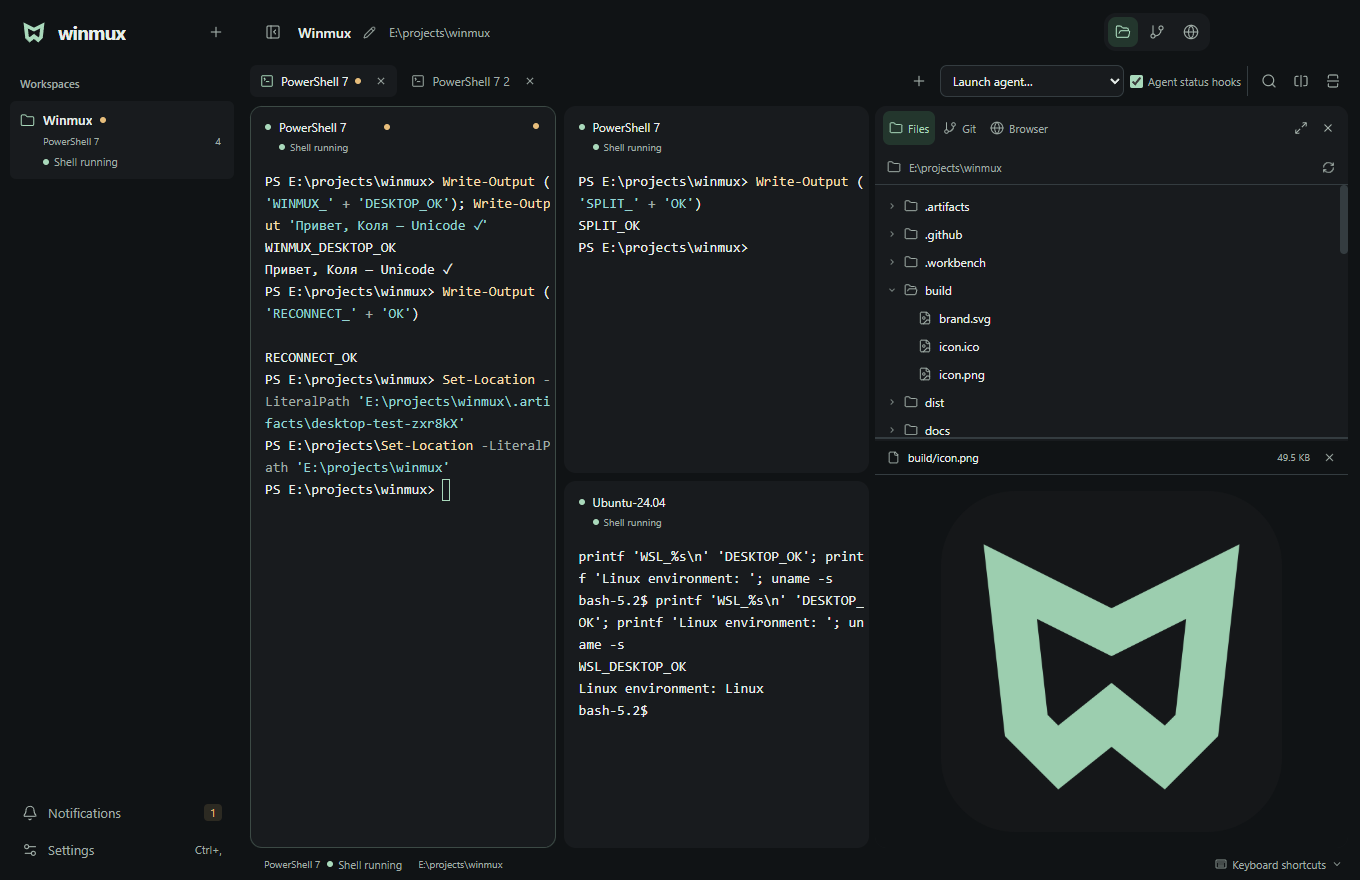 winmux
Workspaces
Winmux
PowerShell 7
4
Shell running
Notifications
1
Settings
Ctrl+,
Winmux
E:\projects\winmux
PowerShell 7
PowerShell 7 2
Launch agent...
Agent status hooks
PowerShell 7
Shell running
PS E:\projects\winmux> Write-Output (
'WINMUX_' + 'DESKTOP_OK'); Write-Outp
ut 'Привет, Коля — Unicode ✓'
WINMUX_DESKTOP_OK
Привет, Коля — Unicode ✓
PS E:\projects\winmux> Write-Output (
'RECONNECT_' + 'OK')
RECONNECT_OK
PS E:\projects\winmux> Set-Location -
LiteralPath 'E:\projects\winmux\.arti
facts\desktop-test-zxr8kX'
PS E:\projects\Set-Location -LiteralP
ath 'E:\projects\winmux'
PS E:\projects\winmux>
PowerShell 7
Shell running
PS E:\projects\winmux> Write-Output (
'SPLIT_' + 'OK')
SPLIT_OK
PS E:\projects\winmux>
Ubuntu-24.04
Shell running
printf 'WSL_%s\n' 'DESKTOP_OK'; print
f 'Linux environment: '; uname -s
bash-5.2$ printf 'WSL_%s\n' 'DESKTOP_
OK'; printf 'Linux environment: '; un
ame -s
WSL_DESKTOP_OK
Linux environment: Linux
bash-5.2$
Files
Git
Browser
E:\projects\winmux
.artifacts
.github
.workbench
build
brand.svg
icon.ico
icon.png
dist
docs
build/icon.png
49.5 KB
PowerShell 7
Shell running
E:\projects\winmux
Keyboard shortcuts